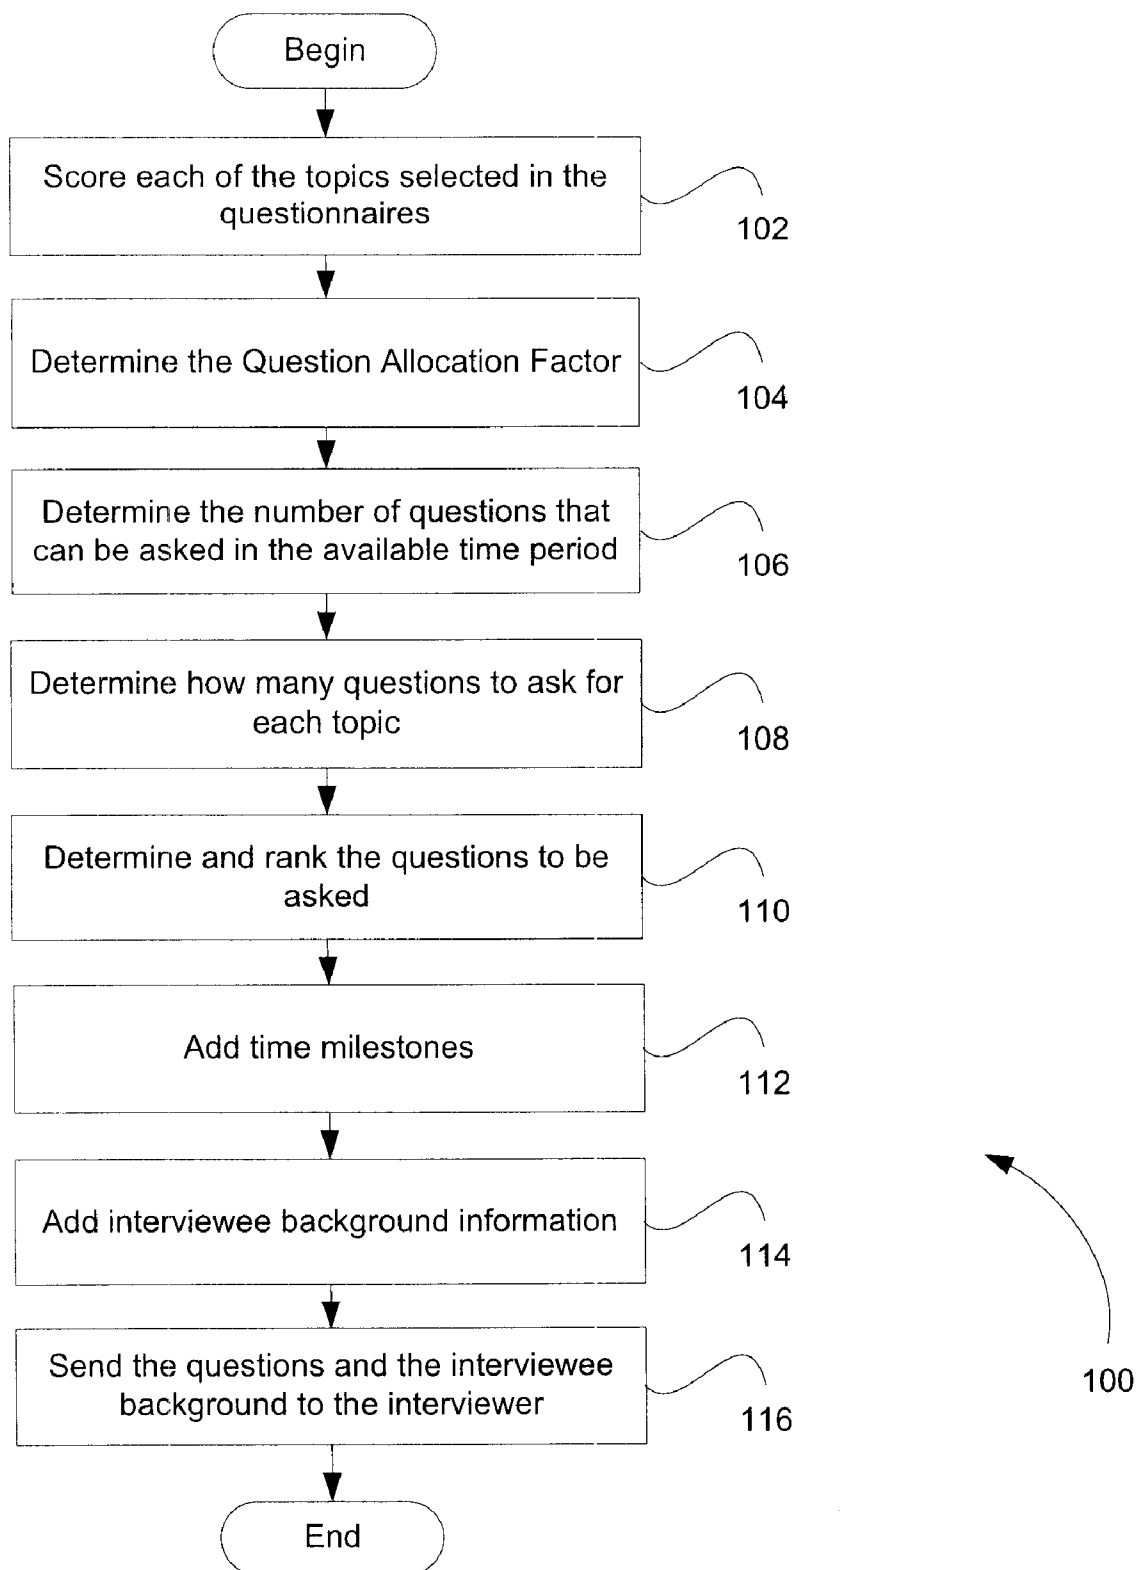 Begin
Score each of the topics selected in the
questionnaires
102
Determine the Question Allocation Factor
104
Determine the number of questions that
can be asked in the available time period
106
Determine how many questions to ask for
each topic
108
Determine and rank the questions to be
asked
110
Add time milestones
112
Add interviewee background information
114
Send the questions and the interviewee
background to the interviewer
116
100
End